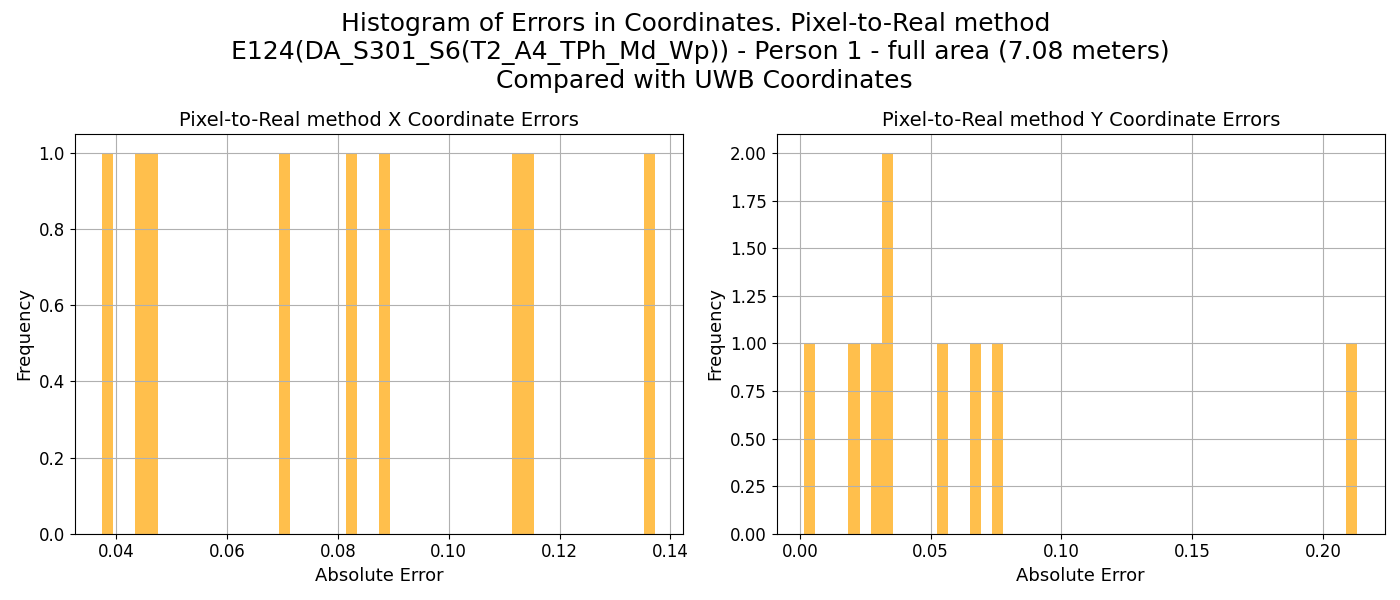 Histogram of Errors in Coordinates. Pixel-to-Real method
E124(DA_S301_S6(T2_A4_TPh_Md_Wp)) - Person 1 - full area (7.08 meters)
Compared with UWB Coordinates
Pixel-to-Real method X Coordinate Errors
1.0
0.8
0.6
0.4
0.2
0.0
Frequency
0.04 0.06 0.08 0.10 0.12 0.14
Absolute Error
Pixel-to-Real method Y Coordinate Errors
2.00
1.75
1.50
1.25
1.00
0.75
0.50
0.25
0.00
Frequency
0.00 0.05 0.10 0.15 0.20
Absolute Error